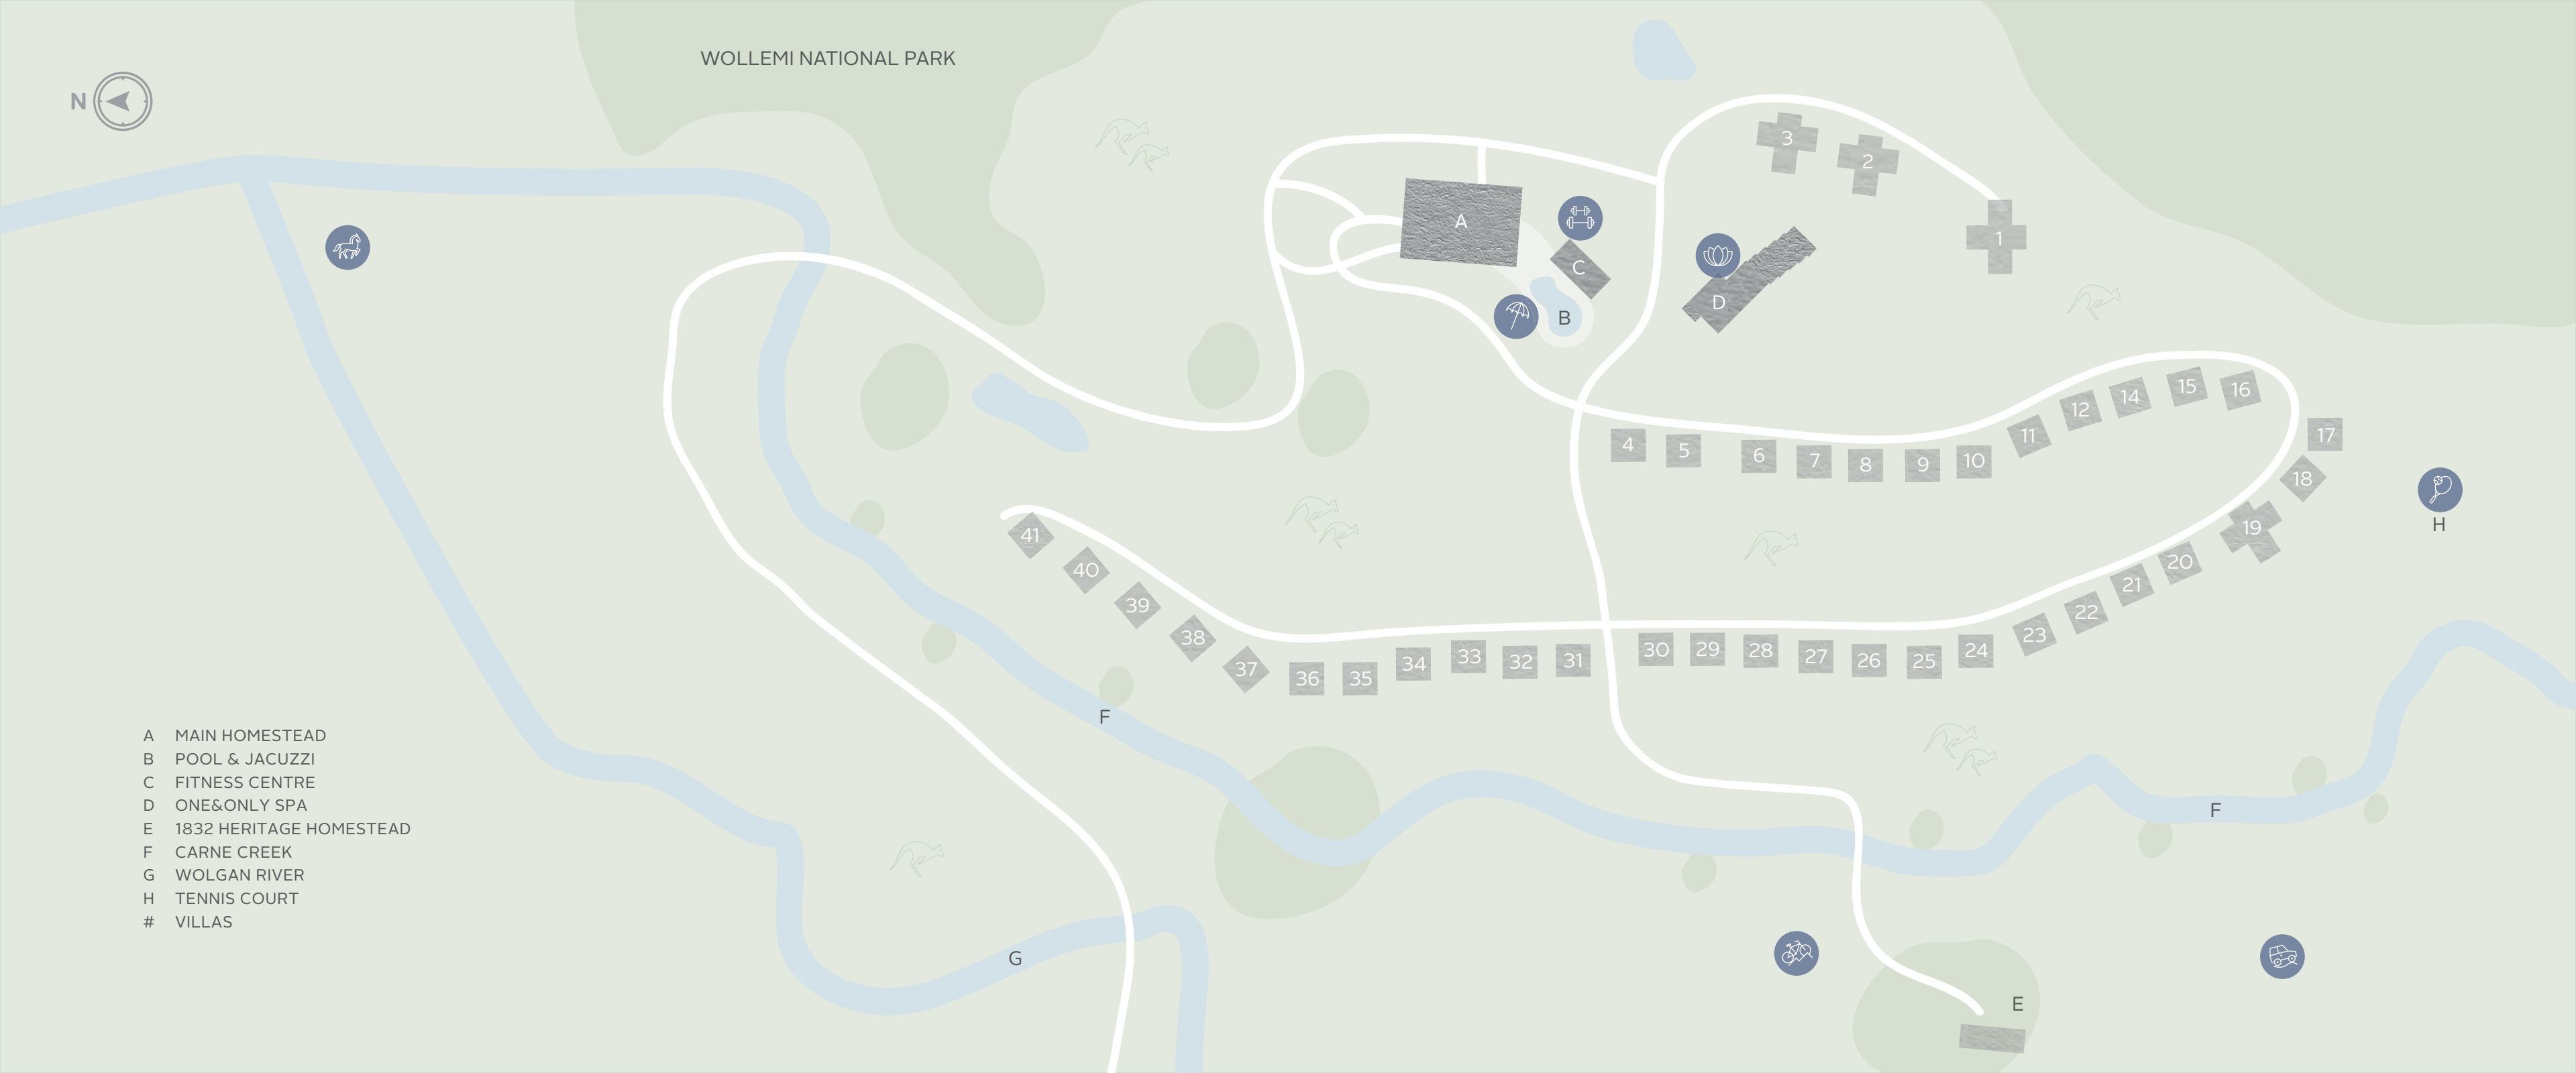 WOLLEMI NATIONAL PARK
N
3
2
A
1
C
D
B
16
15
14
12
11
17
4
5
6
7
8
9
10
18
H
19
41
40
20
21
39
22
38
23
37
36
35
34
33
32
31
30
29
28
27
26
25
24
F
F
A MAIN HOMESTEAD
B POOL & JACUZZI
C FITNESS CENTRE
D ONE&ONLY SPA
E 1832 HERITAGE HOMESTEAD
F CARNE CREEK
G WOLGAN RIVER
H TENNIS COURT
# VILLAS
G
E